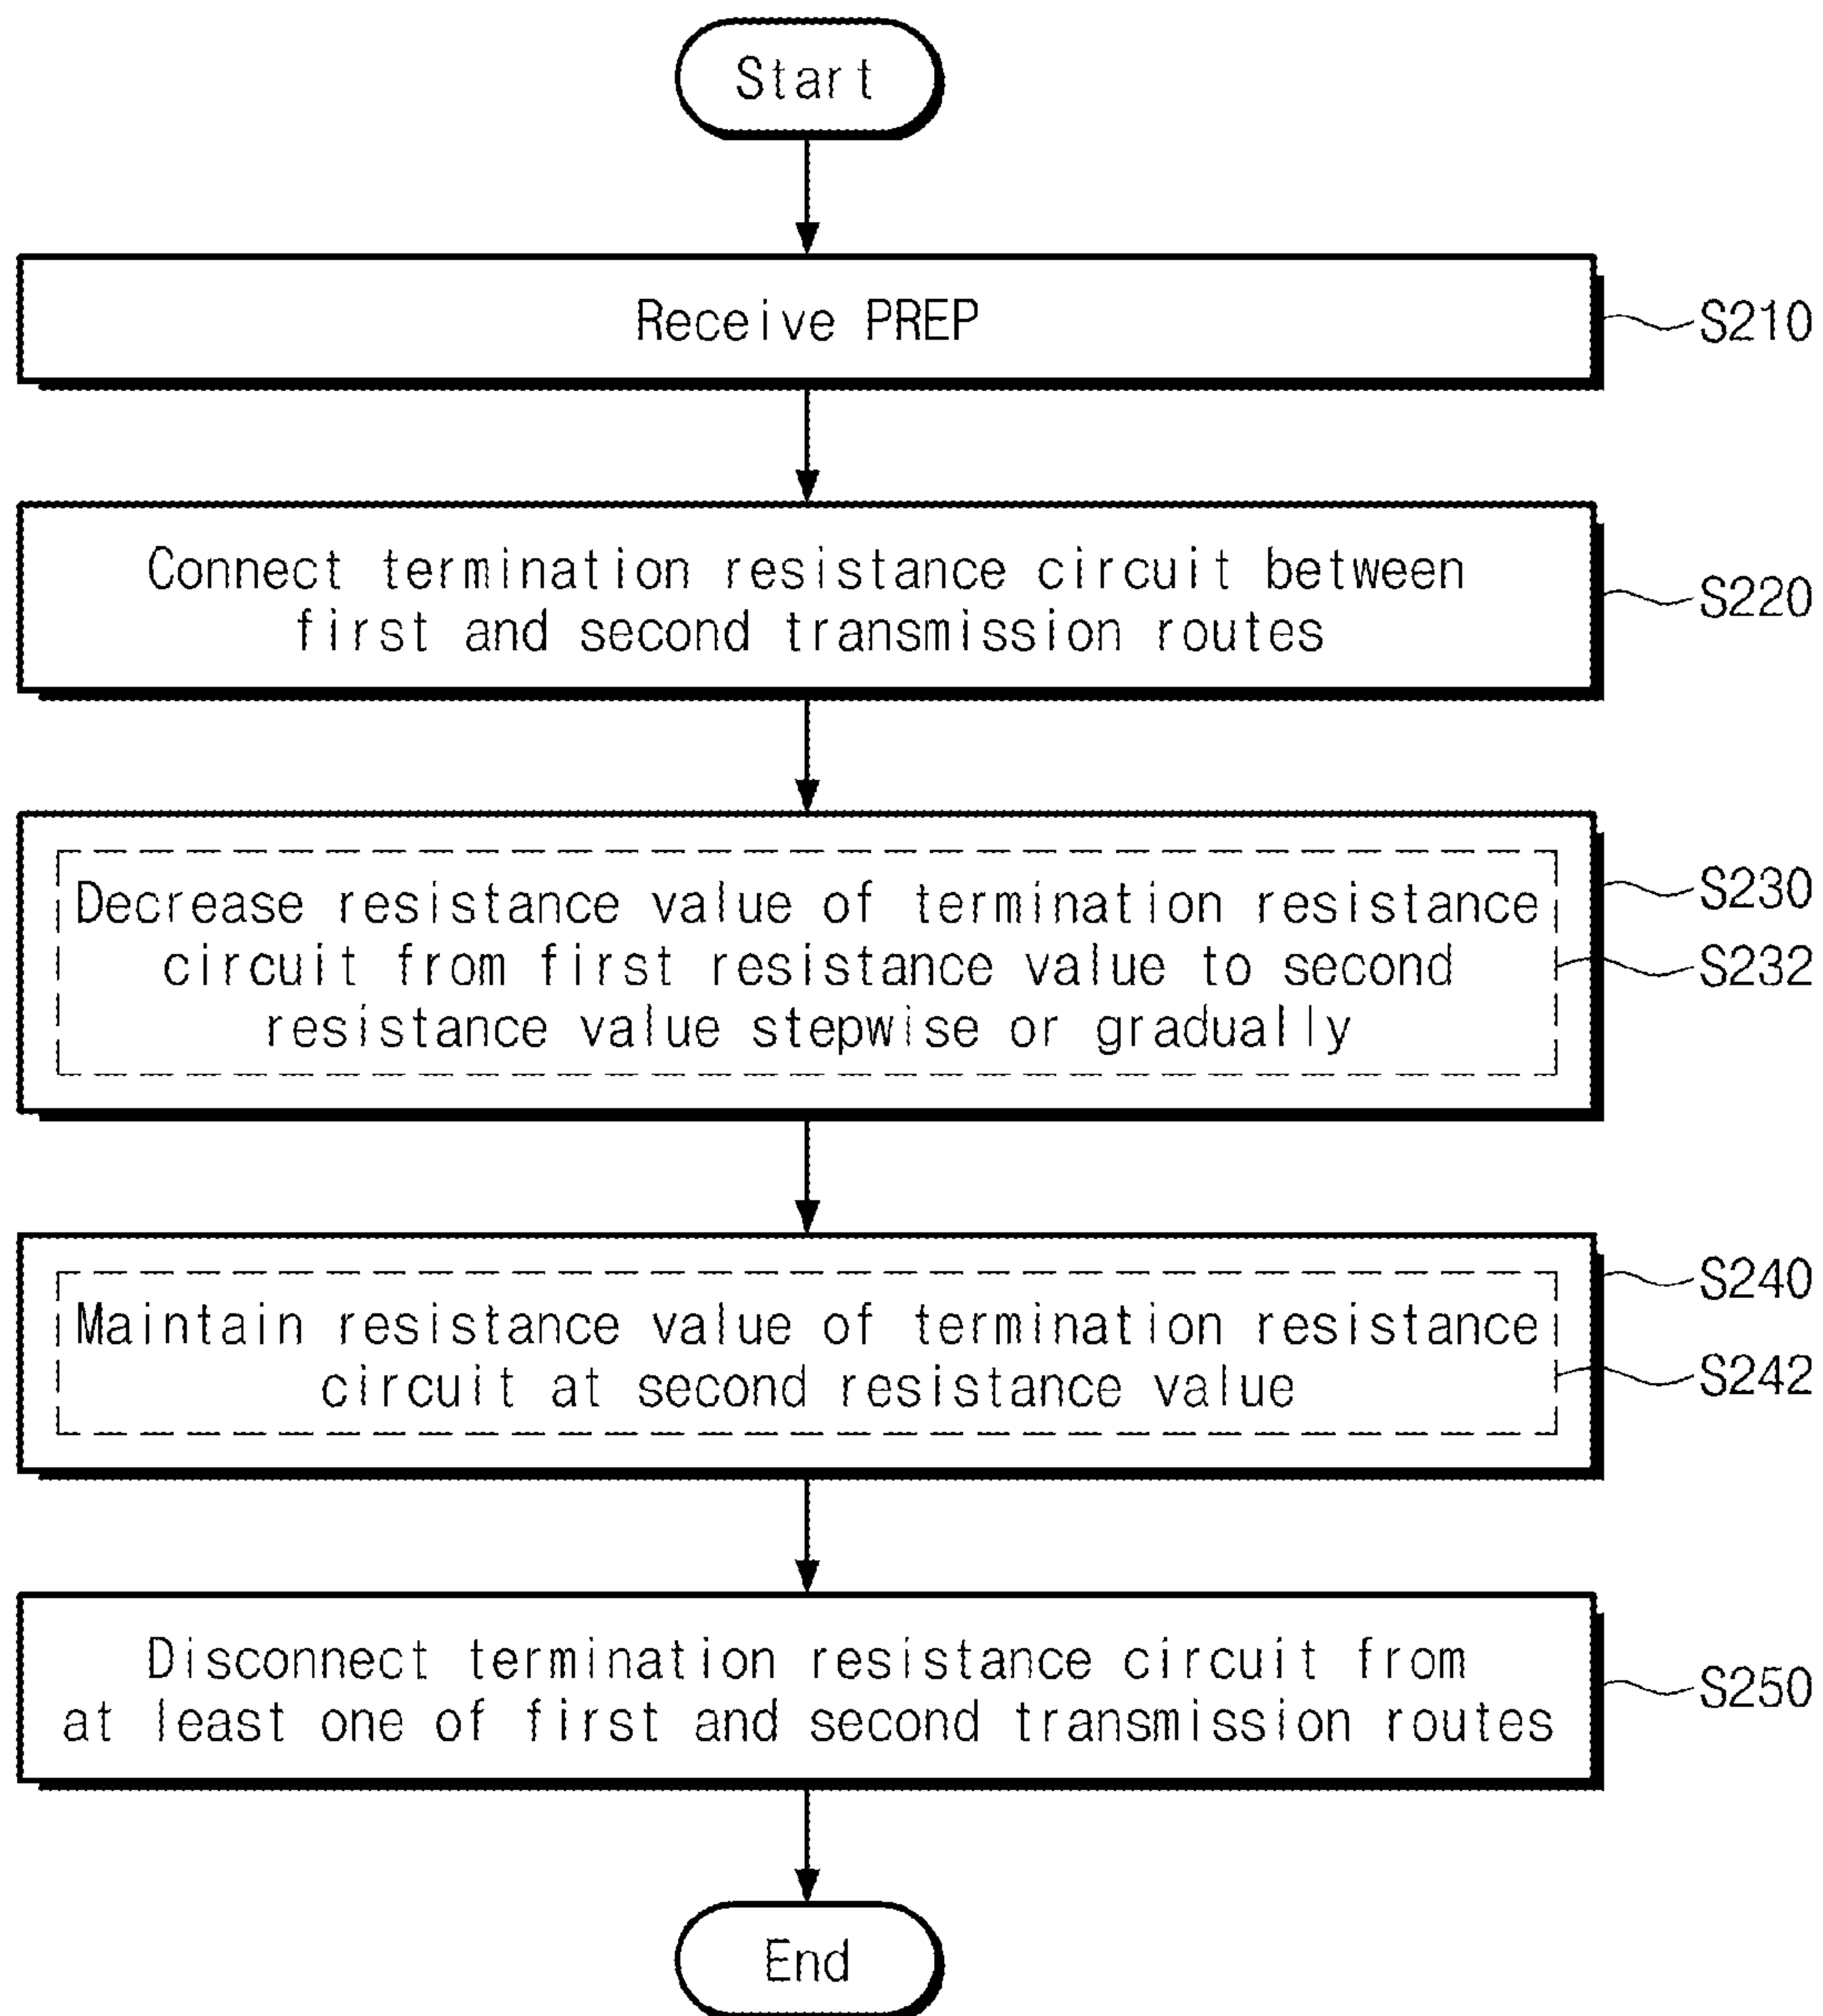 Start
Receive PREP
S210
Connect termination resistance circuit between
first and second transmission routes
S220
Decrease resistance value of termination resistance
circuit from first resistance value to second
resistance value stepwise or gradually
S230
S232
Maintain resistance value of termination resistance
circuit at second resistance value
S240
S242
Disconnect termination resistance circuit from
at least one of first and second transmission routes
S250
End